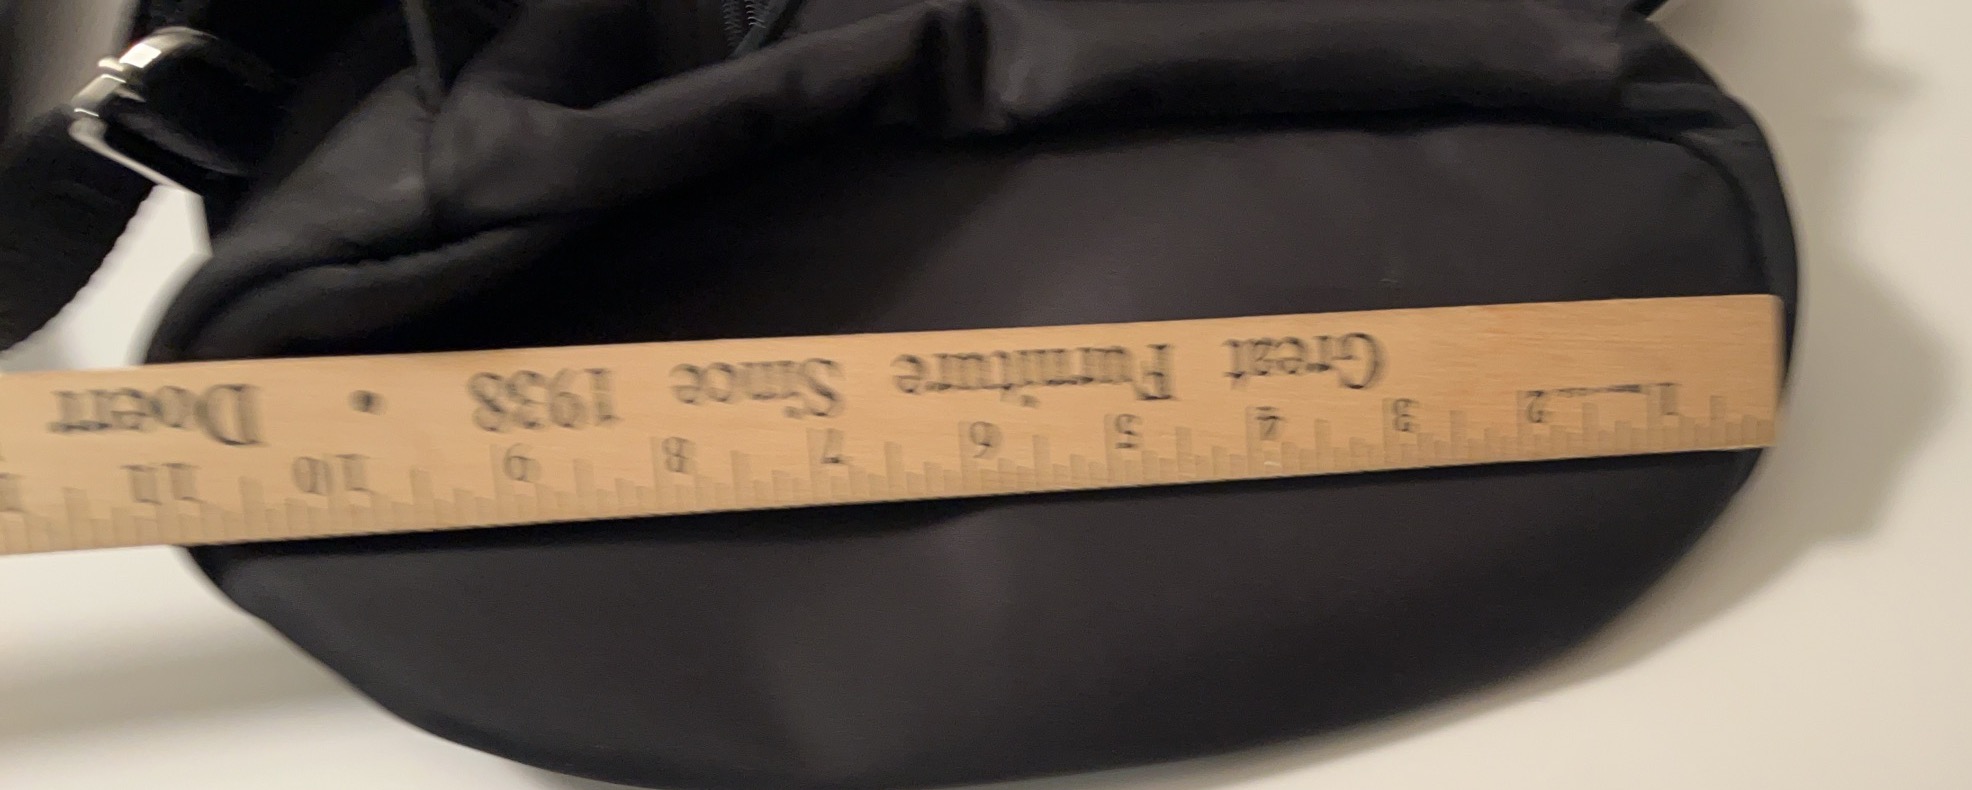 Great Furniture Since 1938 • Doerr
1 2 3 4 5 6 7 8 9 10 11